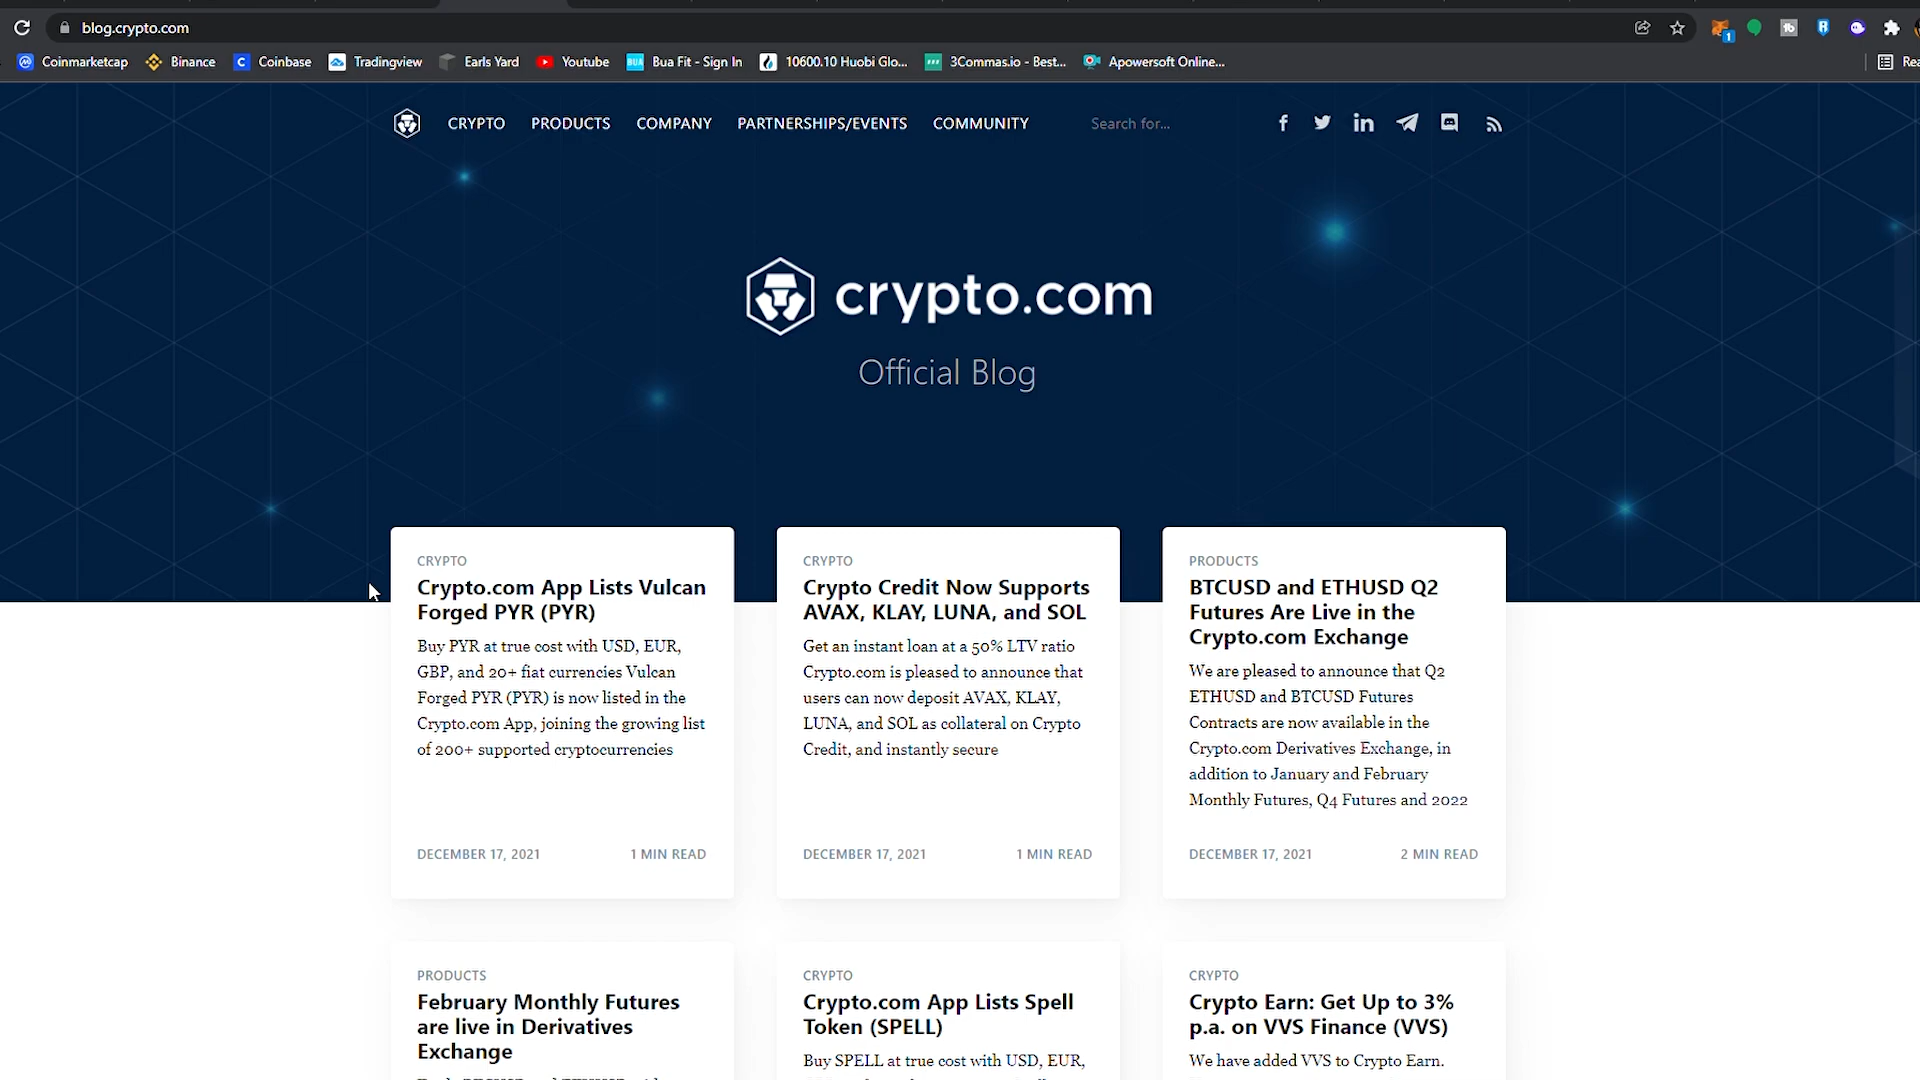 blog.crypto.com
Coinmarketcap Binance Coinbase Tradingview Earls Yard Youtube Bua Fit - Sign In 10600.10 Huobi Glo... 3Commas.io - Best... Apowersoft Online...
CRYPTO PRODUCTS COMPANY PARTNERSHIPS/EVENTS COMMUNITY Search for...
crypto.com
Official Blog
CRYPTO
Crypto.com App Lists Vulcan
Forged PYR (PYR)
Buy PYR at true cost with USD, EUR,
GBP, and 20+ fiat currencies Vulcan
Forged PYR (PYR) is now listed in the
Crypto.com App, joining the growing list
of 200+ supported cryptocurrencies
DECEMBER 17, 2021 1 MIN READ
CRYPTO
Crypto Credit Now Supports
AVAX, KLAY, LUNA, and SOL
Get an instant loan at a 50% LTV ratio
Crypto.com is pleased to announce that
users can now deposit AVAX, KLAY,
LUNA, and SOL as collateral on Crypto
Credit, and instantly secure
DECEMBER 17, 2021 1 MIN READ
PRODUCTS
BTCUSD and ETHUSD Q2
Futures Are Live in the
Crypto.com Exchange
We are pleased to announce that Q2
ETHUSD and BTCUSD Futures
Contracts are now available in the
Crypto.com Derivatives Exchange, in
addition to January and February
Monthly Futures, Q4 Futures and 2022
DECEMBER 17, 2021 2 MIN READ
PRODUCTS
February Monthly Futures
are live in Derivatives
Exchange
CRYPTO
Crypto.com App Lists Spell
Token (SPELL)
Buy SPELL at true cost with USD, EUR,
CRYPTO
Crypto Earn: Get Up to 3%
p.a. on VVS Finance (VVS)
We have added VVS to Crypto Earn.